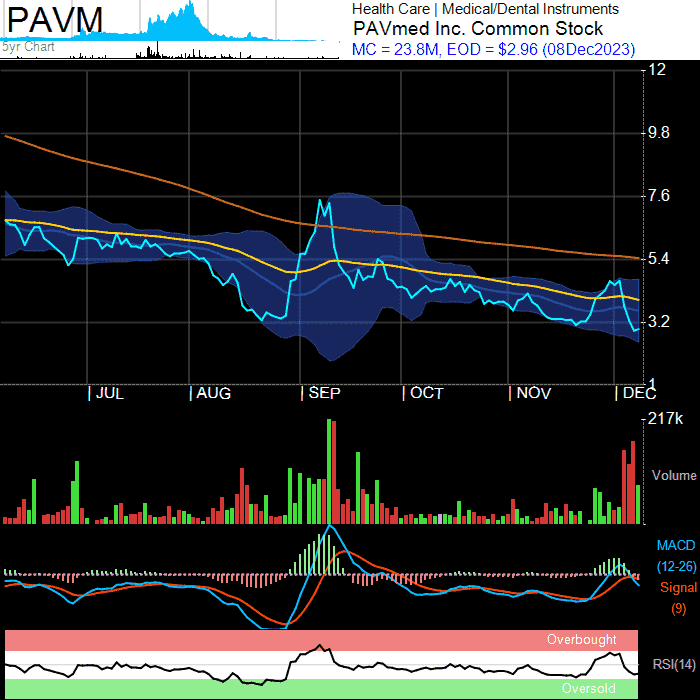 PAVM
5yr Chart
Health Care | Medical/Dental Instruments
PAVmed Inc. Common Stock
MC = 23.8M, EOD = $2.96 (08Dec2023)
12
9.8
7.6
5.4
3.2
1
| JUL | AUG | SEP | OCT | NOV | DEC
217k
Volume
MACD
(12-26)
Signal
(9)
Overbought
RSI(14)
Oversold